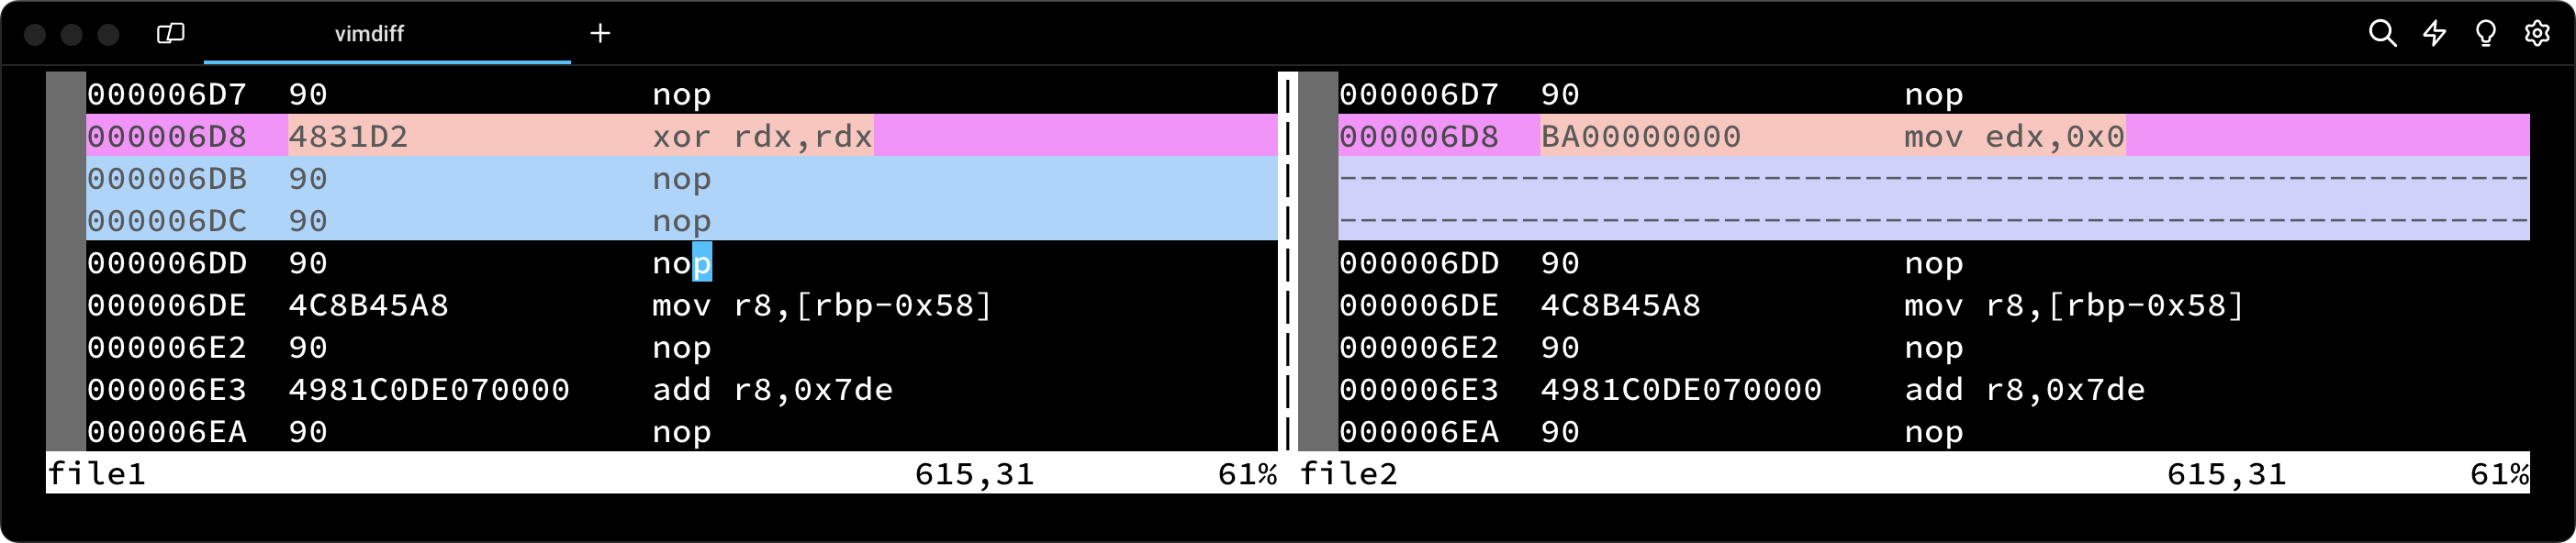 vimdiff +
000006D7 90 nop 000006D7 90 nop
000006D8 4831D2 xor rdx,rdx 000006D8 BA00000000 mov edx,0x0
000006DB 90 nop ------------------------------------------------------------
000006DC 90 nop ------------------------------------------------------------
000006DD 90 nop 000006DD 90 nop
000006DE 4C8B45A8 mov r8,[rbp-0x58] 000006DE 4C8B45A8 mov r8,[rbp-0x58]
000006E2 90 nop 000006E2 90 nop
000006E3 4981C0DE070000 add r8,0x7de 000006E3 4981C0DE070000 add r8,0x7de
000006EA 90 nop 000006EA 90 nop
file1 615,31 61% file2 615,31 61%